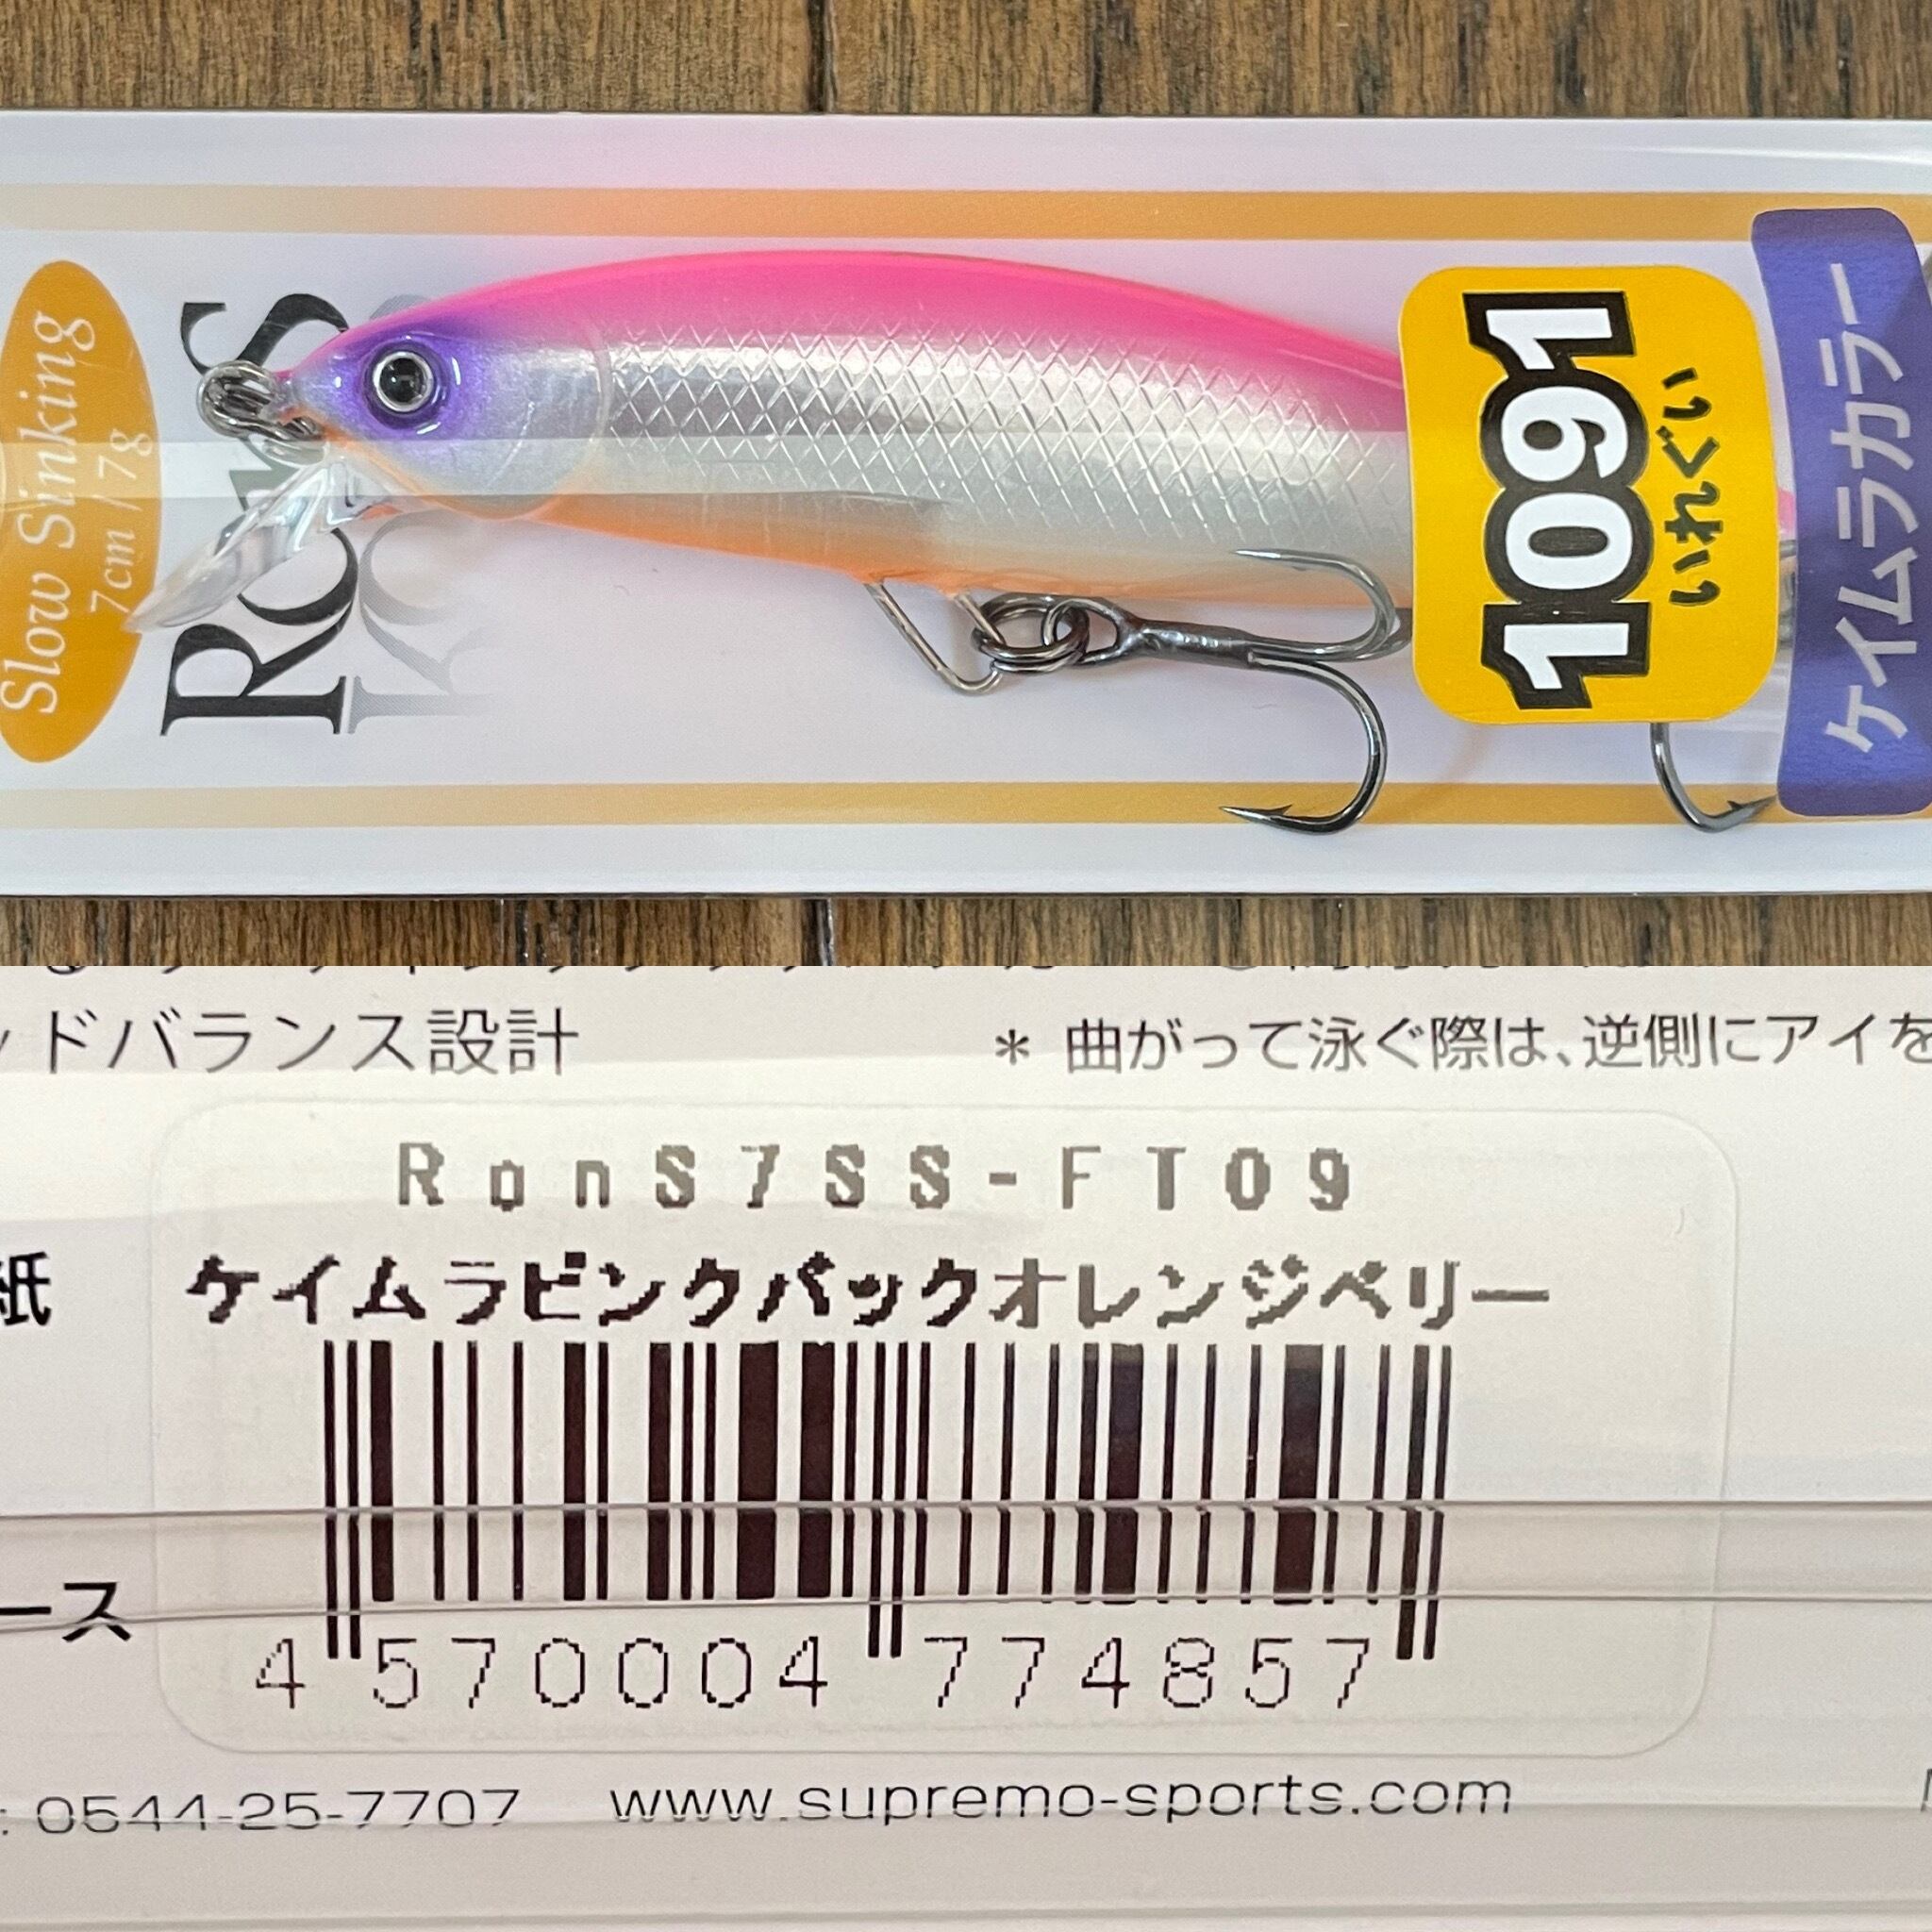 Slow Sinking
7cm / 7g
1091
いれぐい
ケイムラカラー
ッドバランス設計
* 曲がって泳ぐ際は、逆側にアイを
RonS7SS-FT09
紙
ケイムラピンクバックオレンジベリー
ース
4 570004 774857
: 0544-25-7707 www.supremo-sports.com